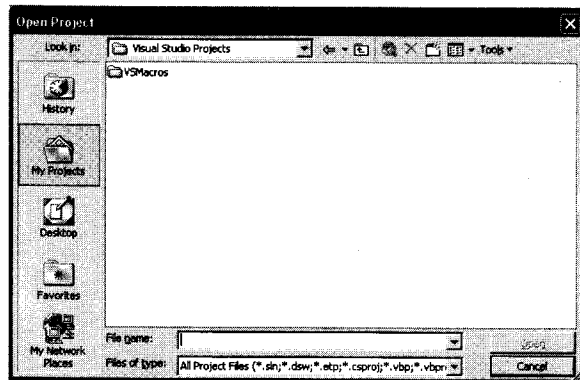 Open Project
Look in:
Visual Studio Projects
Tools
VSMacros
History
My Projects
Desktop
Favorites
My Network
Places
File name:
Files of type:
All Project Files (*.sln;*.dsw;*.etp;*.csproj;*.vbp;*.vbpr
Open
Cancel